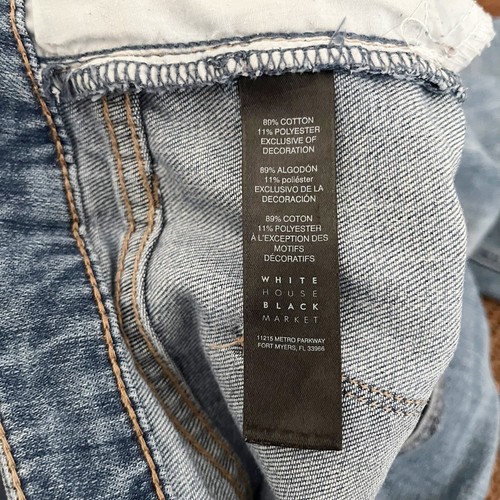 89% COTTON
11% POLYESTER
EXCLUSIVE OF
DECORATION
89% ALGODÓN
11% poliéster
EXCLUSIVO DE LA
DECORACIÓN
89% COTON
11% POLYESTER
À L'EXCEPTION DES
MOTIFS
DÉCORATIFS
WHITE
HOUSE
BLACK
MARKET
11215 METRO PARKWAY
FORT MYERS, FL 33966